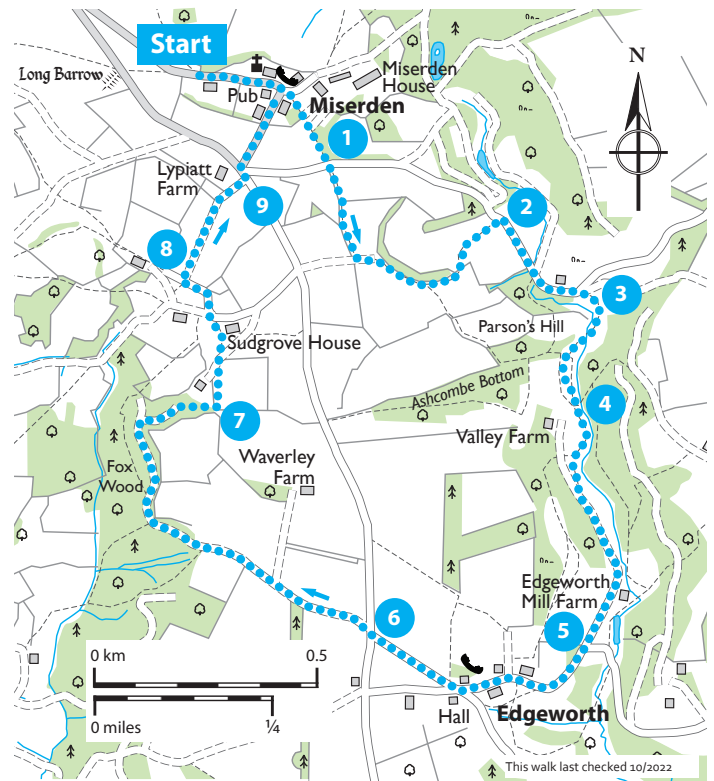 Start
Long Barrow
Pub
Miserden
House
Miserden
N
1
Lypiatt
Farm
2
9
8
3
Parson's Hill
Sudgrove House
Ashcombe Bottom
4
7
Valley Farm
Waverley
Farm
Fox
Wood
Edgeworth
Mill Farm
6
5
0 km
0.5
0 miles
¼
Hall
Edgeworth
This walk last checked 10/2022